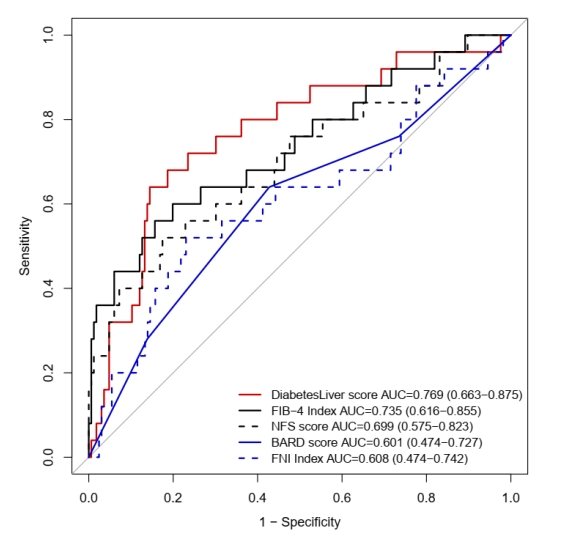 Sensitivity
1.0
0.8
0.6
0.4
0.2
0.0
DiabetesLiver score AUC=0.769 (0.663−0.875)
FIB−4 Index AUC=0.735 (0.616−0.855)
NFS score AUC=0.699 (0.575−0.823)
BARD score AUC=0.601 (0.474−0.727)
FNI Index AUC=0.608 (0.474−0.742)
0.0 0.2 0.4 0.6 0.8 1.0
1 − Specificity